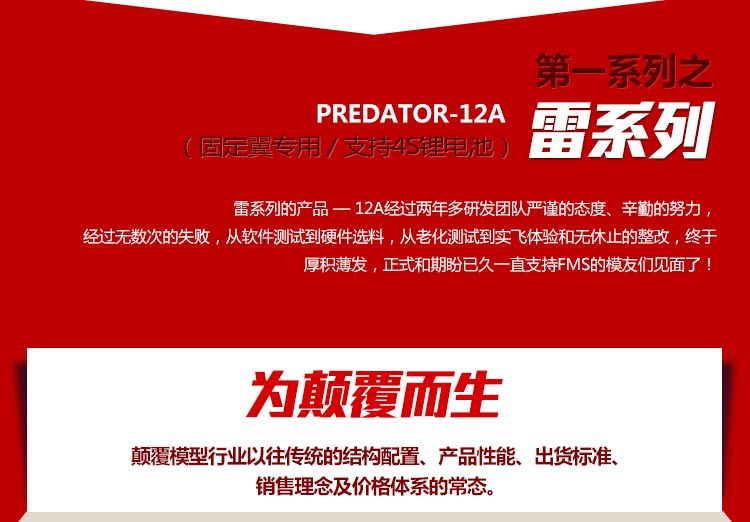 第一系列之
PREDATOR-12A 雷系列
（固定翼专用 / 支持4S锂电池）
雷系列的产品 — 12A经过两年多研发团队严谨的态度、辛勤的努力，
经过无数次的失败，从软件测试到硬件选料，从老化测试到实飞体验和无休止的整改，终于
厚积薄发，正式和期盼已久一直支持FMS的模友们见面了！
为颠覆而生
颠覆模型行业以往传统的结构配置、产品性能、出货标准、
销售理念及价格体系的常态。